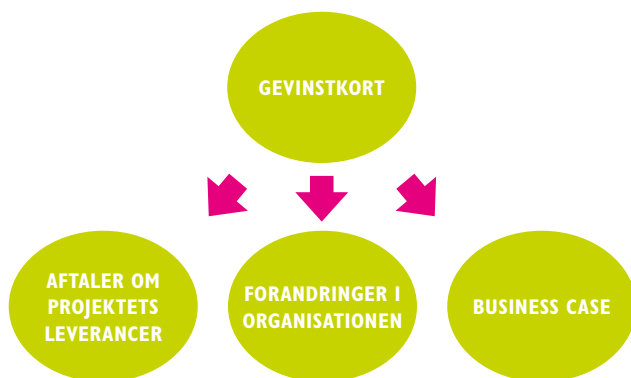 GEVINSTKORT
AFTALER OM
PROJEKTETS
LEVERANCER
FORANDRINGER I
ORGANISATIONEN
BUSINESS CASE